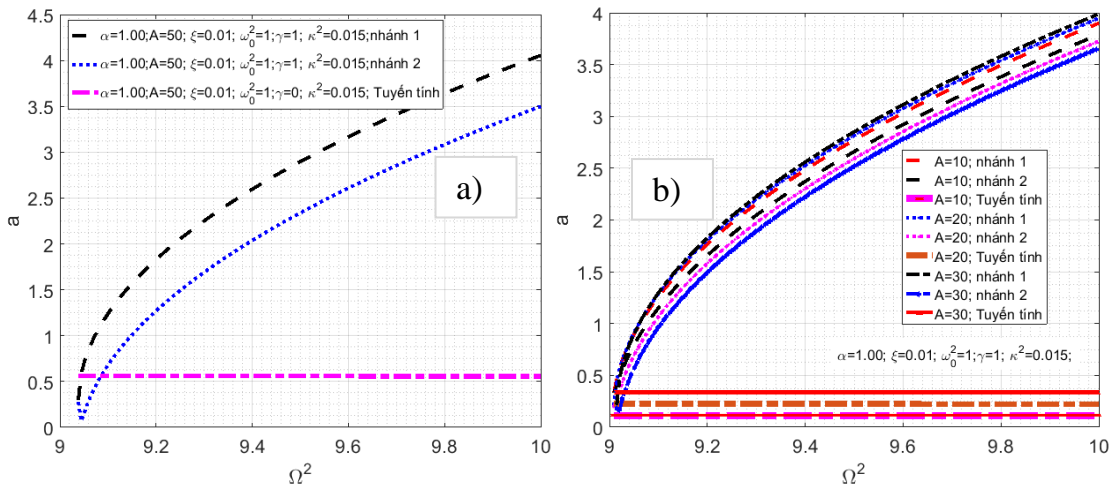 4.5
4
3.5
3
2.5
2
1.5
1
0.5
0
9
9.2
9.4
9.6
9.8
10
a
Ω²
α=1.00;A=50; ξ=0.01; ω₀²=1;γ=1; κ²=0.015;nhánh 1
α=1.00;A=50; ξ=0.01; ω₀²=1;γ=1; κ²=0.015;nhánh 2
α=1.00;A=50; ξ=0.01; ω₀²=1;γ=0; κ²=0.015; Tuyến tính
a)
4
3.5
3
2.5
2
1.5
1
0.5
0
9
9.2
9.4
9.6
9.8
10
a
Ω²
b)
A=10; nhánh 1
A=10; nhánh 2
A=10; Tuyến tính
A=20; nhánh 1
A=20; nhánh 2
A=20; Tuyến tính
A=30; nhánh 1
A=30; nhánh 2
A=30; Tuyến tính
α=1.00; ξ=0.01; ω₀²=1;γ=1; κ²=0.015;